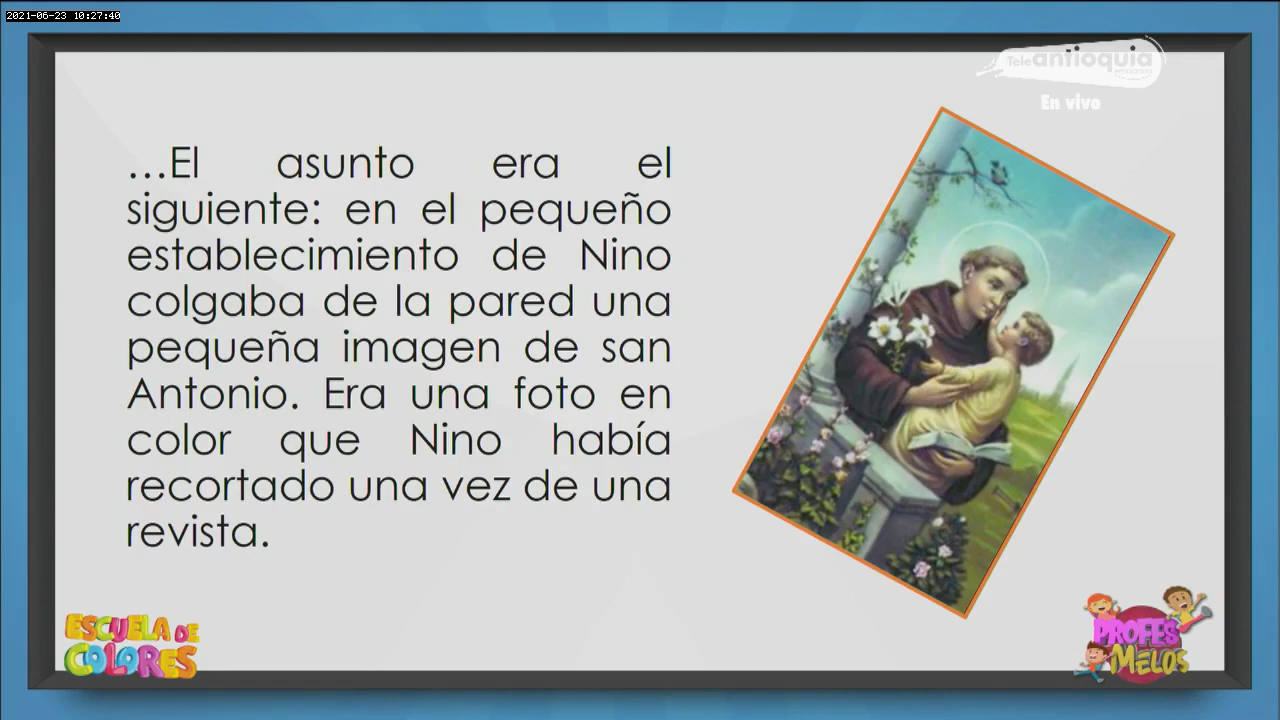 2021-06-23 10:27:40
Teleantioquia
En vivo
…El asunto era el
siguiente: en el pequeño
establecimiento de Nino
colgaba de la pared una
pequeña imagen de san
Antonio. Era una foto en
color que Nino había
recortado una vez de una
revista.
ESCUELA DE
COLORES
PROFES
MELOS